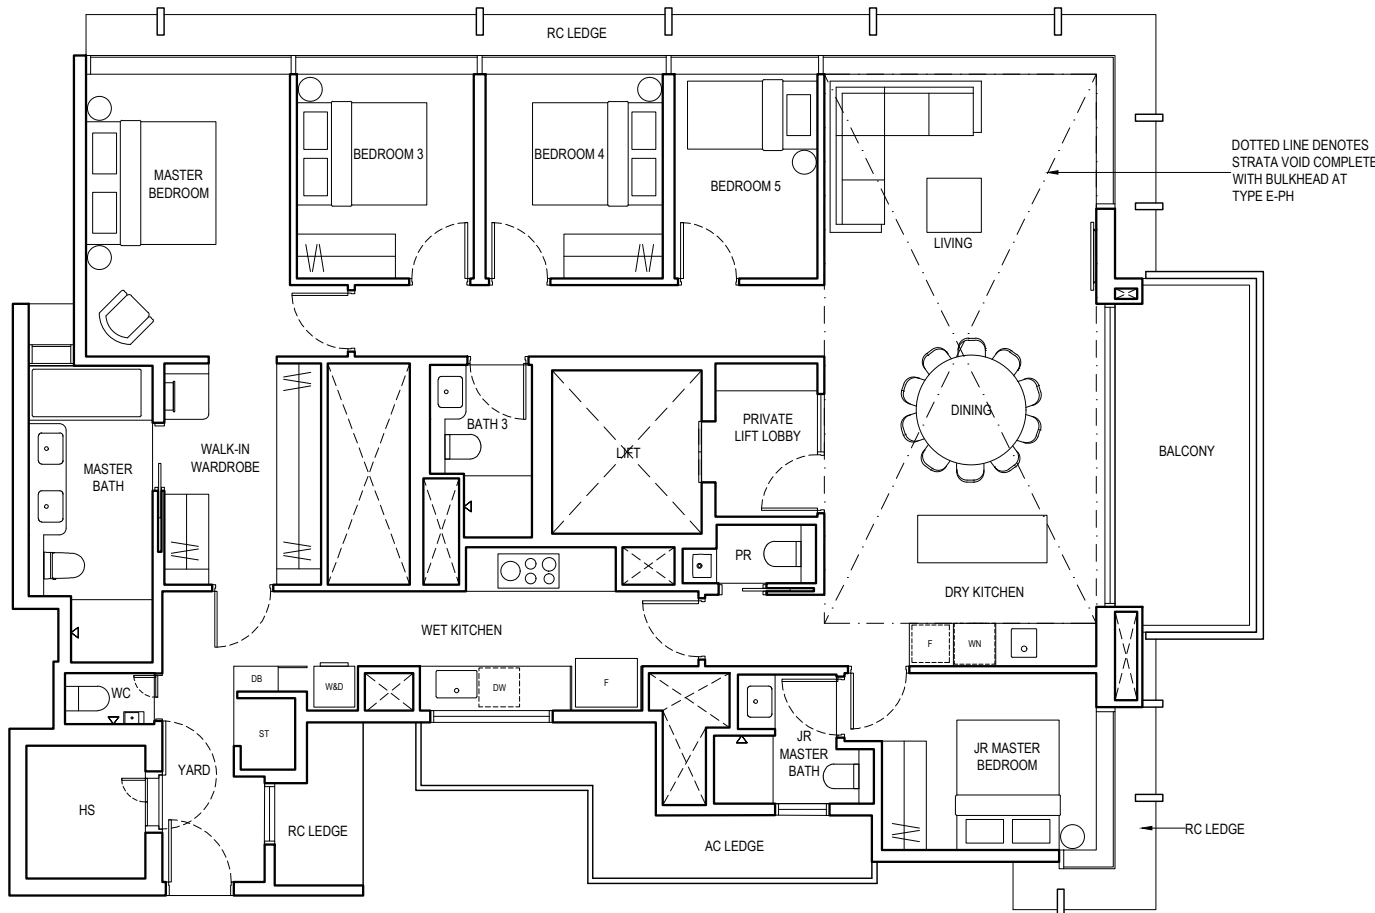 RC LEDGE
DOTTED LINE DENOTES
STRATA VOID COMPLETE
WITH BULKHEAD AT
TYPE E-PH
MASTER
BEDROOM
BEDROOM 3
BEDROOM 4
BEDROOM 5
LIVING
WALK-IN
WARDROBE
MASTER
BATH
BATH 3
LIFT
PRIVATE
LIFT LOBBY
DINING
BALCONY
PR
DRY KITCHEN
WET KITCHEN
F
WN
DB
W&D
DW
F
WC
ST
YARD
HS
RC LEDGE
AC LEDGE
JR
MASTER
BATH
JR MASTER
BEDROOM
RC LEDGE